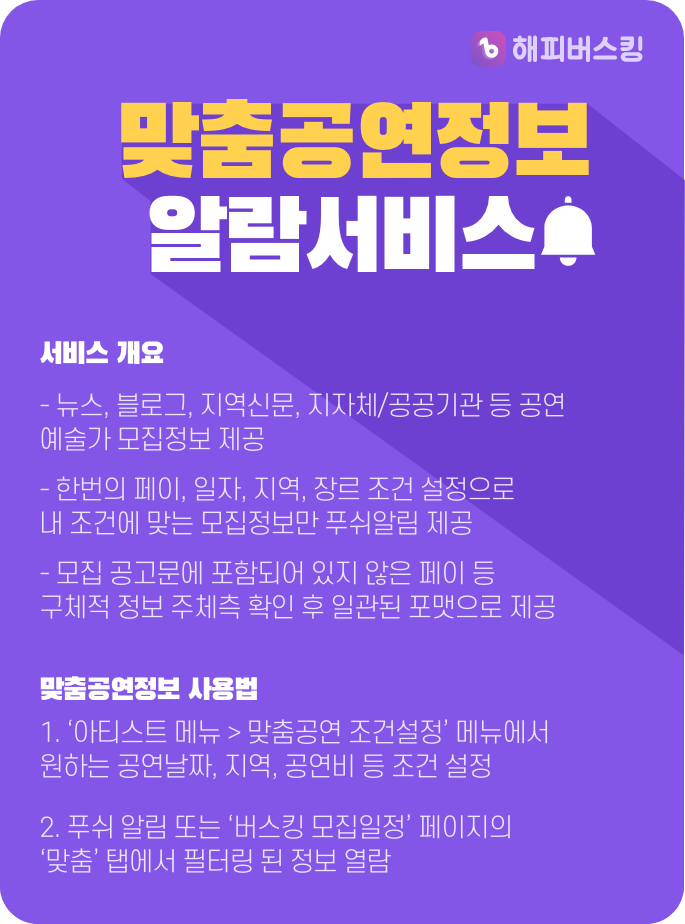 해피버스킹
맞춤공연정보
알람서비스
서비스 개요
- 뉴스, 블로그, 지역신문, 지자체/공공기관 등 공연
예술가 모집정보 제공
- 한번의 페이, 일자, 지역, 장르 조건 설정으로
내 조건에 맞는 모집정보만 푸쉬알림 제공
- 모집 공고문에 포함되어 있지 않은 페이 등
구체적 정보 주체측 확인 후 일관된 포맷으로 제공
맞춤공연정보 사용법
1. ‘아티스트 메뉴 > 맞춤공연 조건설정’ 메뉴에서
원하는 공연날짜, 지역, 공연비 등 조건 설정
2. 푸쉬 알림 또는 ‘버스킹 모집일정’ 페이지의
‘맞춤’ 탭에서 필터링 된 정보 열람